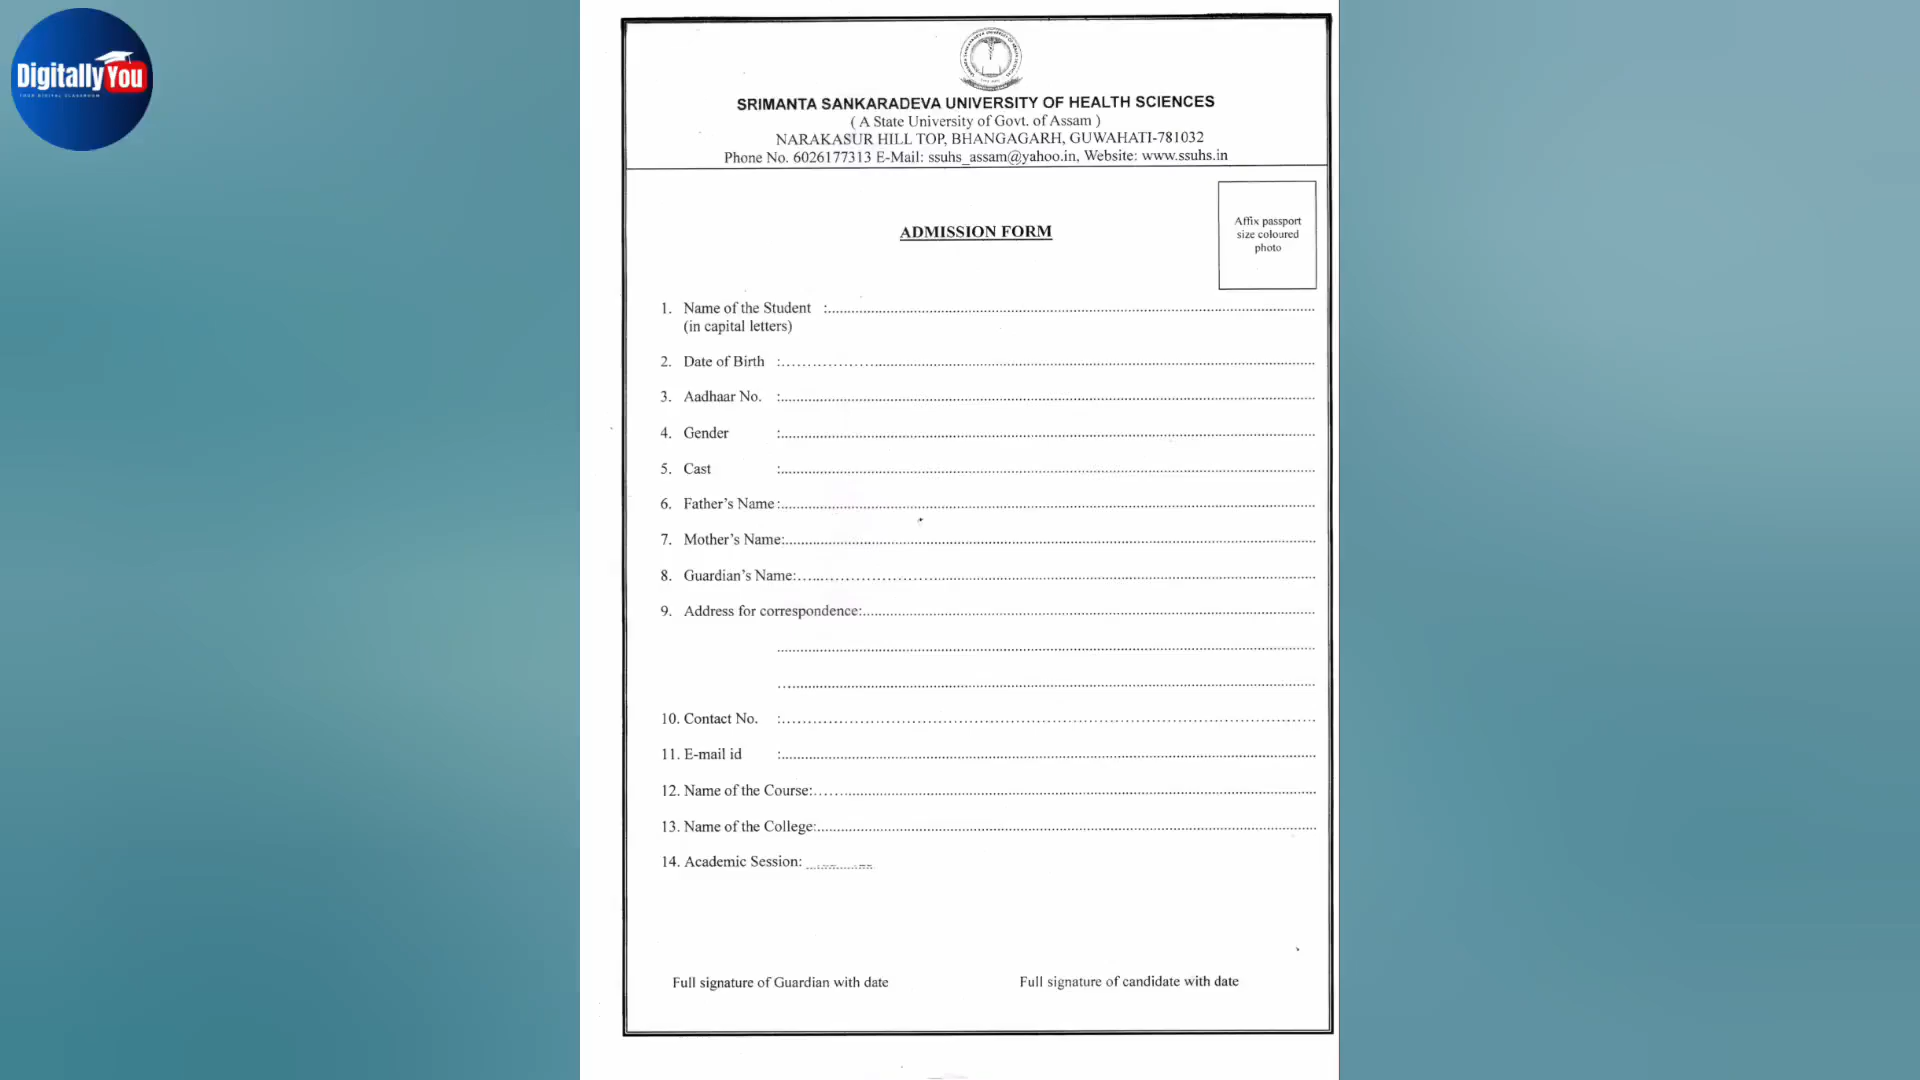 Digitally You
YOUR DIGITAL CLASSROOM
SRIMANTA SANKARADEVA UNIVERSITY OF HEALTH SCIENCES
( A State University of Govt. of Assam )
NARAKASUR HILL TOP, BHANGAGARH, GUWAHATI-781032
Phone No. 6026177313 E-Mail: ssuhs_assam@yahoo.in, Website: www.ssuhs.in
Affix passport
size coloured
photo
ADMISSION FORM
1. Name of the Student :
(in capital letters)
2. Date of Birth :
3. Aadhaar No. :
4. Gender :
5. Cast :
6. Father's Name :
7. Mother's Name:
8. Guardian's Name:
9. Address for correspondence:
10. Contact No. :
11. E-mail id :
12. Name of the Course:
13. Name of the College:
14. Academic Session:
Full signature of Guardian with date
Full signature of candidate with date